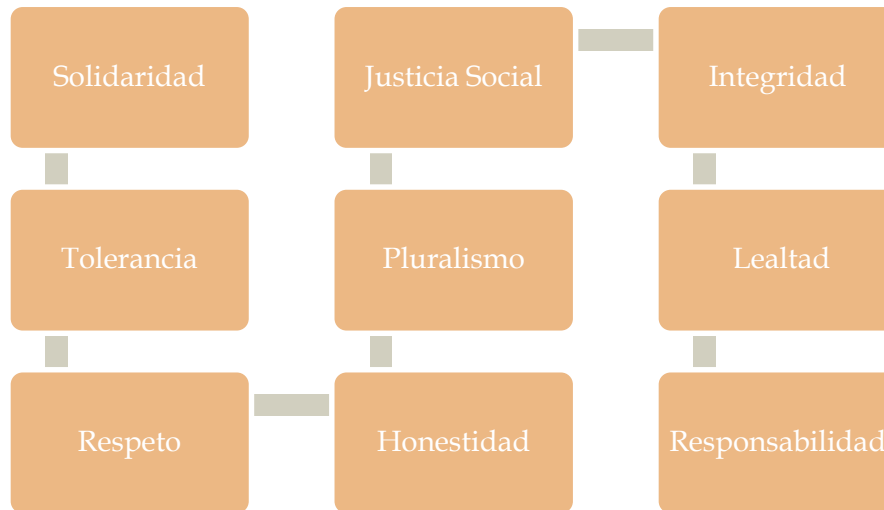 Solidaridad
Tolerancia
Respeto
Honestidad
Pluralismo
Justicia Social
Integridad
Lealtad
Responsabilidad